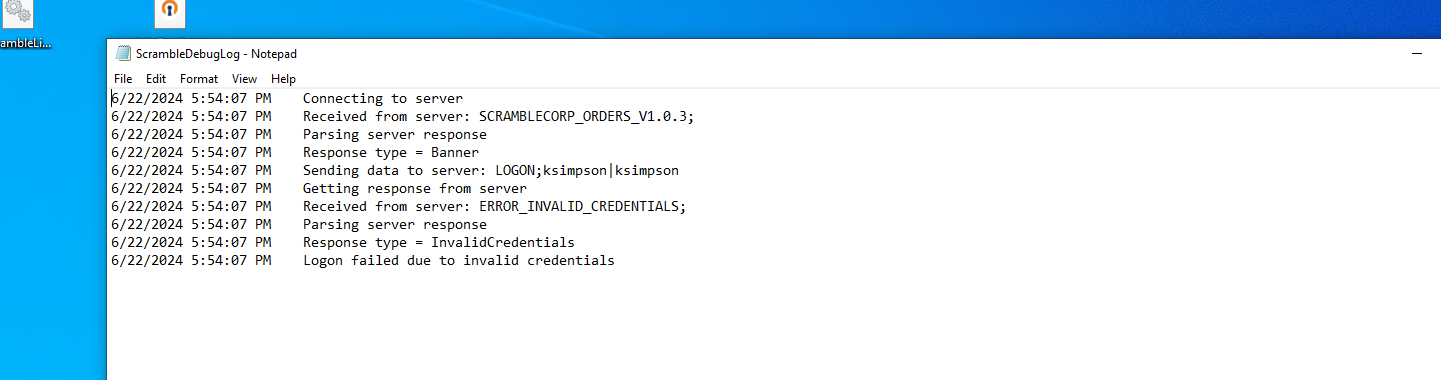 ambleLi...
ScrambleDebugLog - Notepad
File Edit Format View Help
6/22/2024 5:54:07 PM Connecting to server
6/22/2024 5:54:07 PM Received from server: SCRAMBLECORP_ORDERS_V1.0.3;
6/22/2024 5:54:07 PM Parsing server response
6/22/2024 5:54:07 PM Response type = Banner
6/22/2024 5:54:07 PM Sending data to server: LOGON;ksimpson|ksimpson
6/22/2024 5:54:07 PM Getting response from server
6/22/2024 5:54:07 PM Received from server: ERROR_INVALID_CREDENTIALS;
6/22/2024 5:54:07 PM Parsing server response
6/22/2024 5:54:07 PM Response type = InvalidCredentials
6/22/2024 5:54:07 PM Logon failed due to invalid credentials